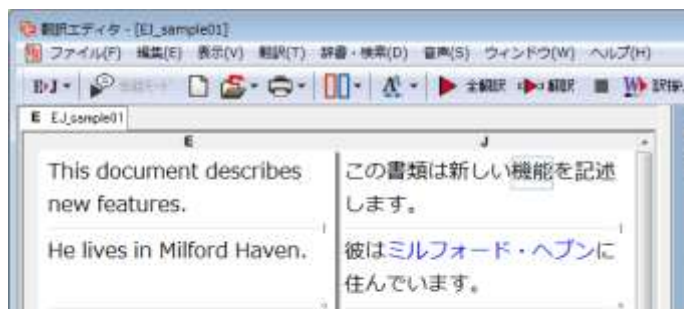 翻訳エディタ - [EJ_sample01]
ファイル(F) 編集(E) 表示(V) 翻訳(T) 辞書・検索(D) 音声(S) ウィンドウ(W) ヘルプ(H)
全翻訳 翻訳
E EJ_sample01
E J
This document describes
new features.
この書類は新しい機能を記述
します。
He lives in Milford Haven.
彼はミルフォード・ヘブンに
住んでいます。